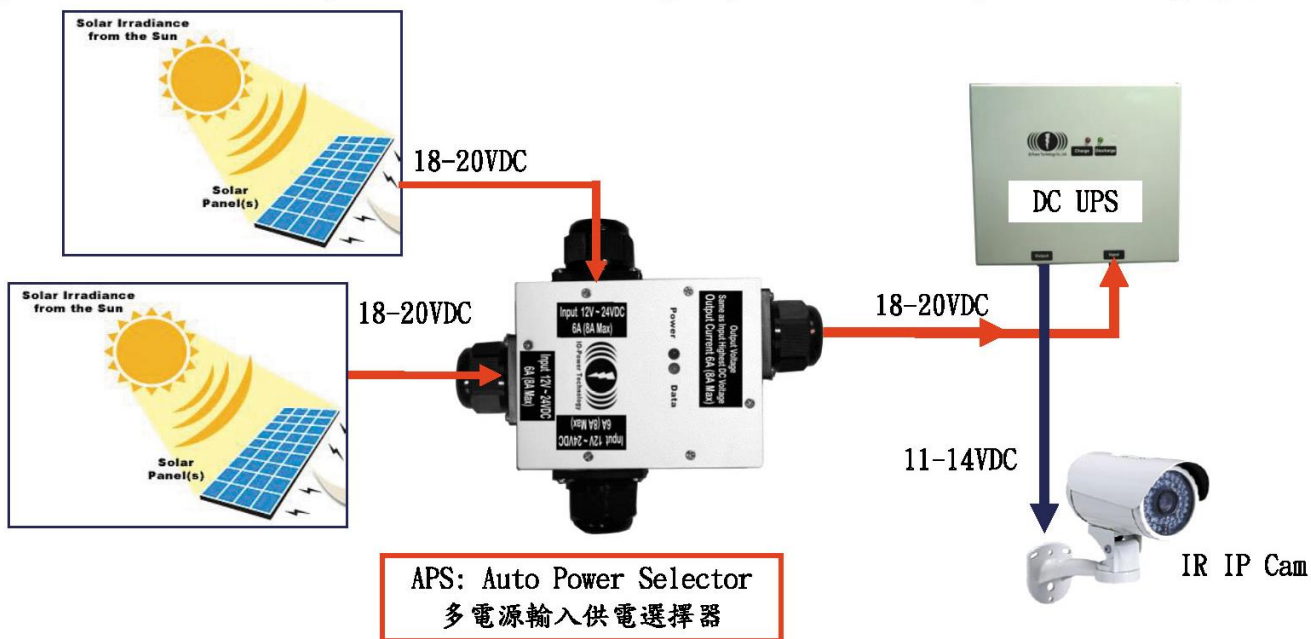 Solar Irradiance
from the Sun
Solar
Panel(s)
18-20VDC
Solar Irradiance
from the Sun
Solar
Panel(s)
18-20VDC
Input 12V~24VDC
6A (8A Max)
Input 12V~24VDC
6A (8A Max)
Input 12V~24VDC
6A (8A Max)
IO-Power Technology
Power
Data
Output Voltage
Same as Input Highest DC Voltage
Output Current 6A (8A Max)
18-20VDC
Charge
Discharge
DC UPS
Output
Input
11-14VDC
IR IP Cam
APS: Auto Power Selector
多電源輸入供電選擇器